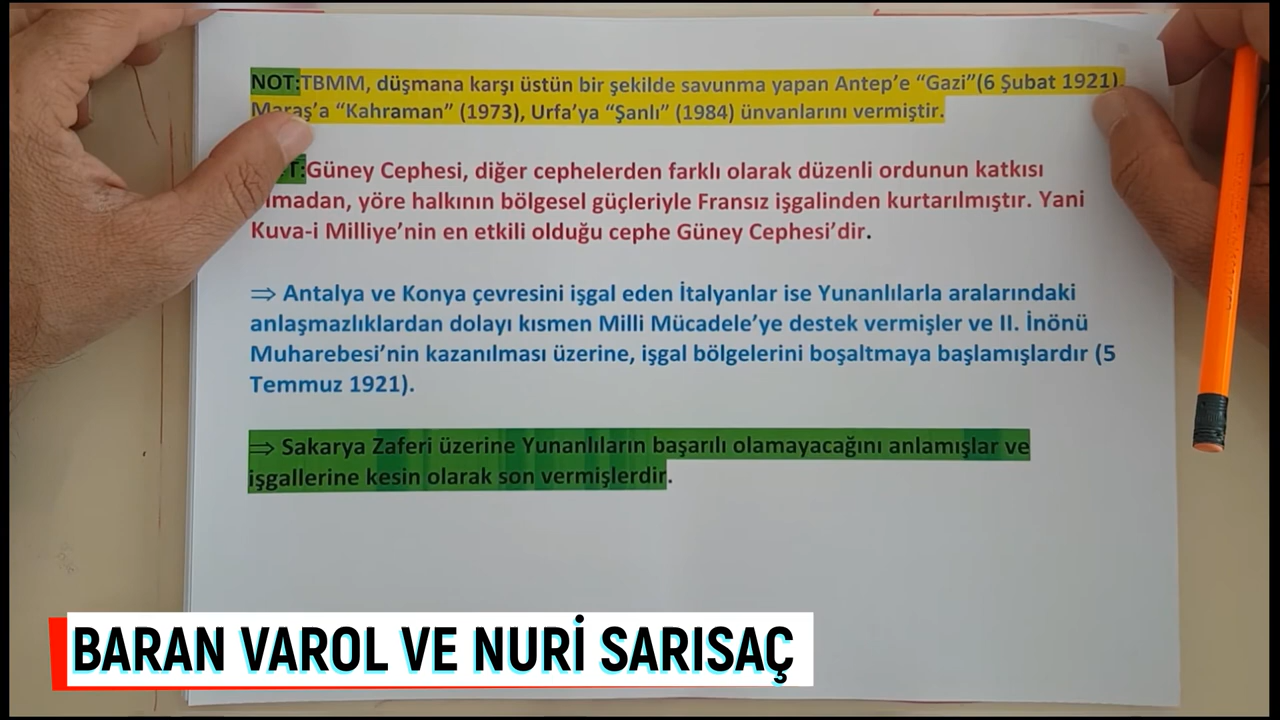 NOT:TBMM, düşmana karşı üstün bir şekilde savunma yapan Antep’e “Gazi”(6 Şubat 1921),
Maraş’a “Kahraman” (1973), Urfa’ya “Şanlı” (1984) ünvanlarını vermiştir.
Güney Cephesi, diğer cephelerden farklı olarak düzenli ordunun katkısı
yöre halkının bölgesel güçleriyle Fransız işgalinden kurtarılmıştır. Yani
Kuva-i Milliye’nin en etkili olduğu cephe Güney Cephesi’dir.
⇒ Antalya ve Konya çevresini işgal eden İtalyanlar ise Yunanlılarla aralarındaki
anlaşmazlıklardan dolayı kısmen Milli Mücadele’ye destek vermişler ve II. İnönü
Muharebesi’nin kazanılması üzerine, işgal bölgelerini boşaltmaya başlamışlardır (5
Temmuz 1921).
⇒ Sakarya Zaferi üzerine Yunanlıların başarılı olamayacağını anlamışlar ve
işgallerine kesin olarak son vermişlerdir.
BARAN VAROL VE NURİ SARISAÇ